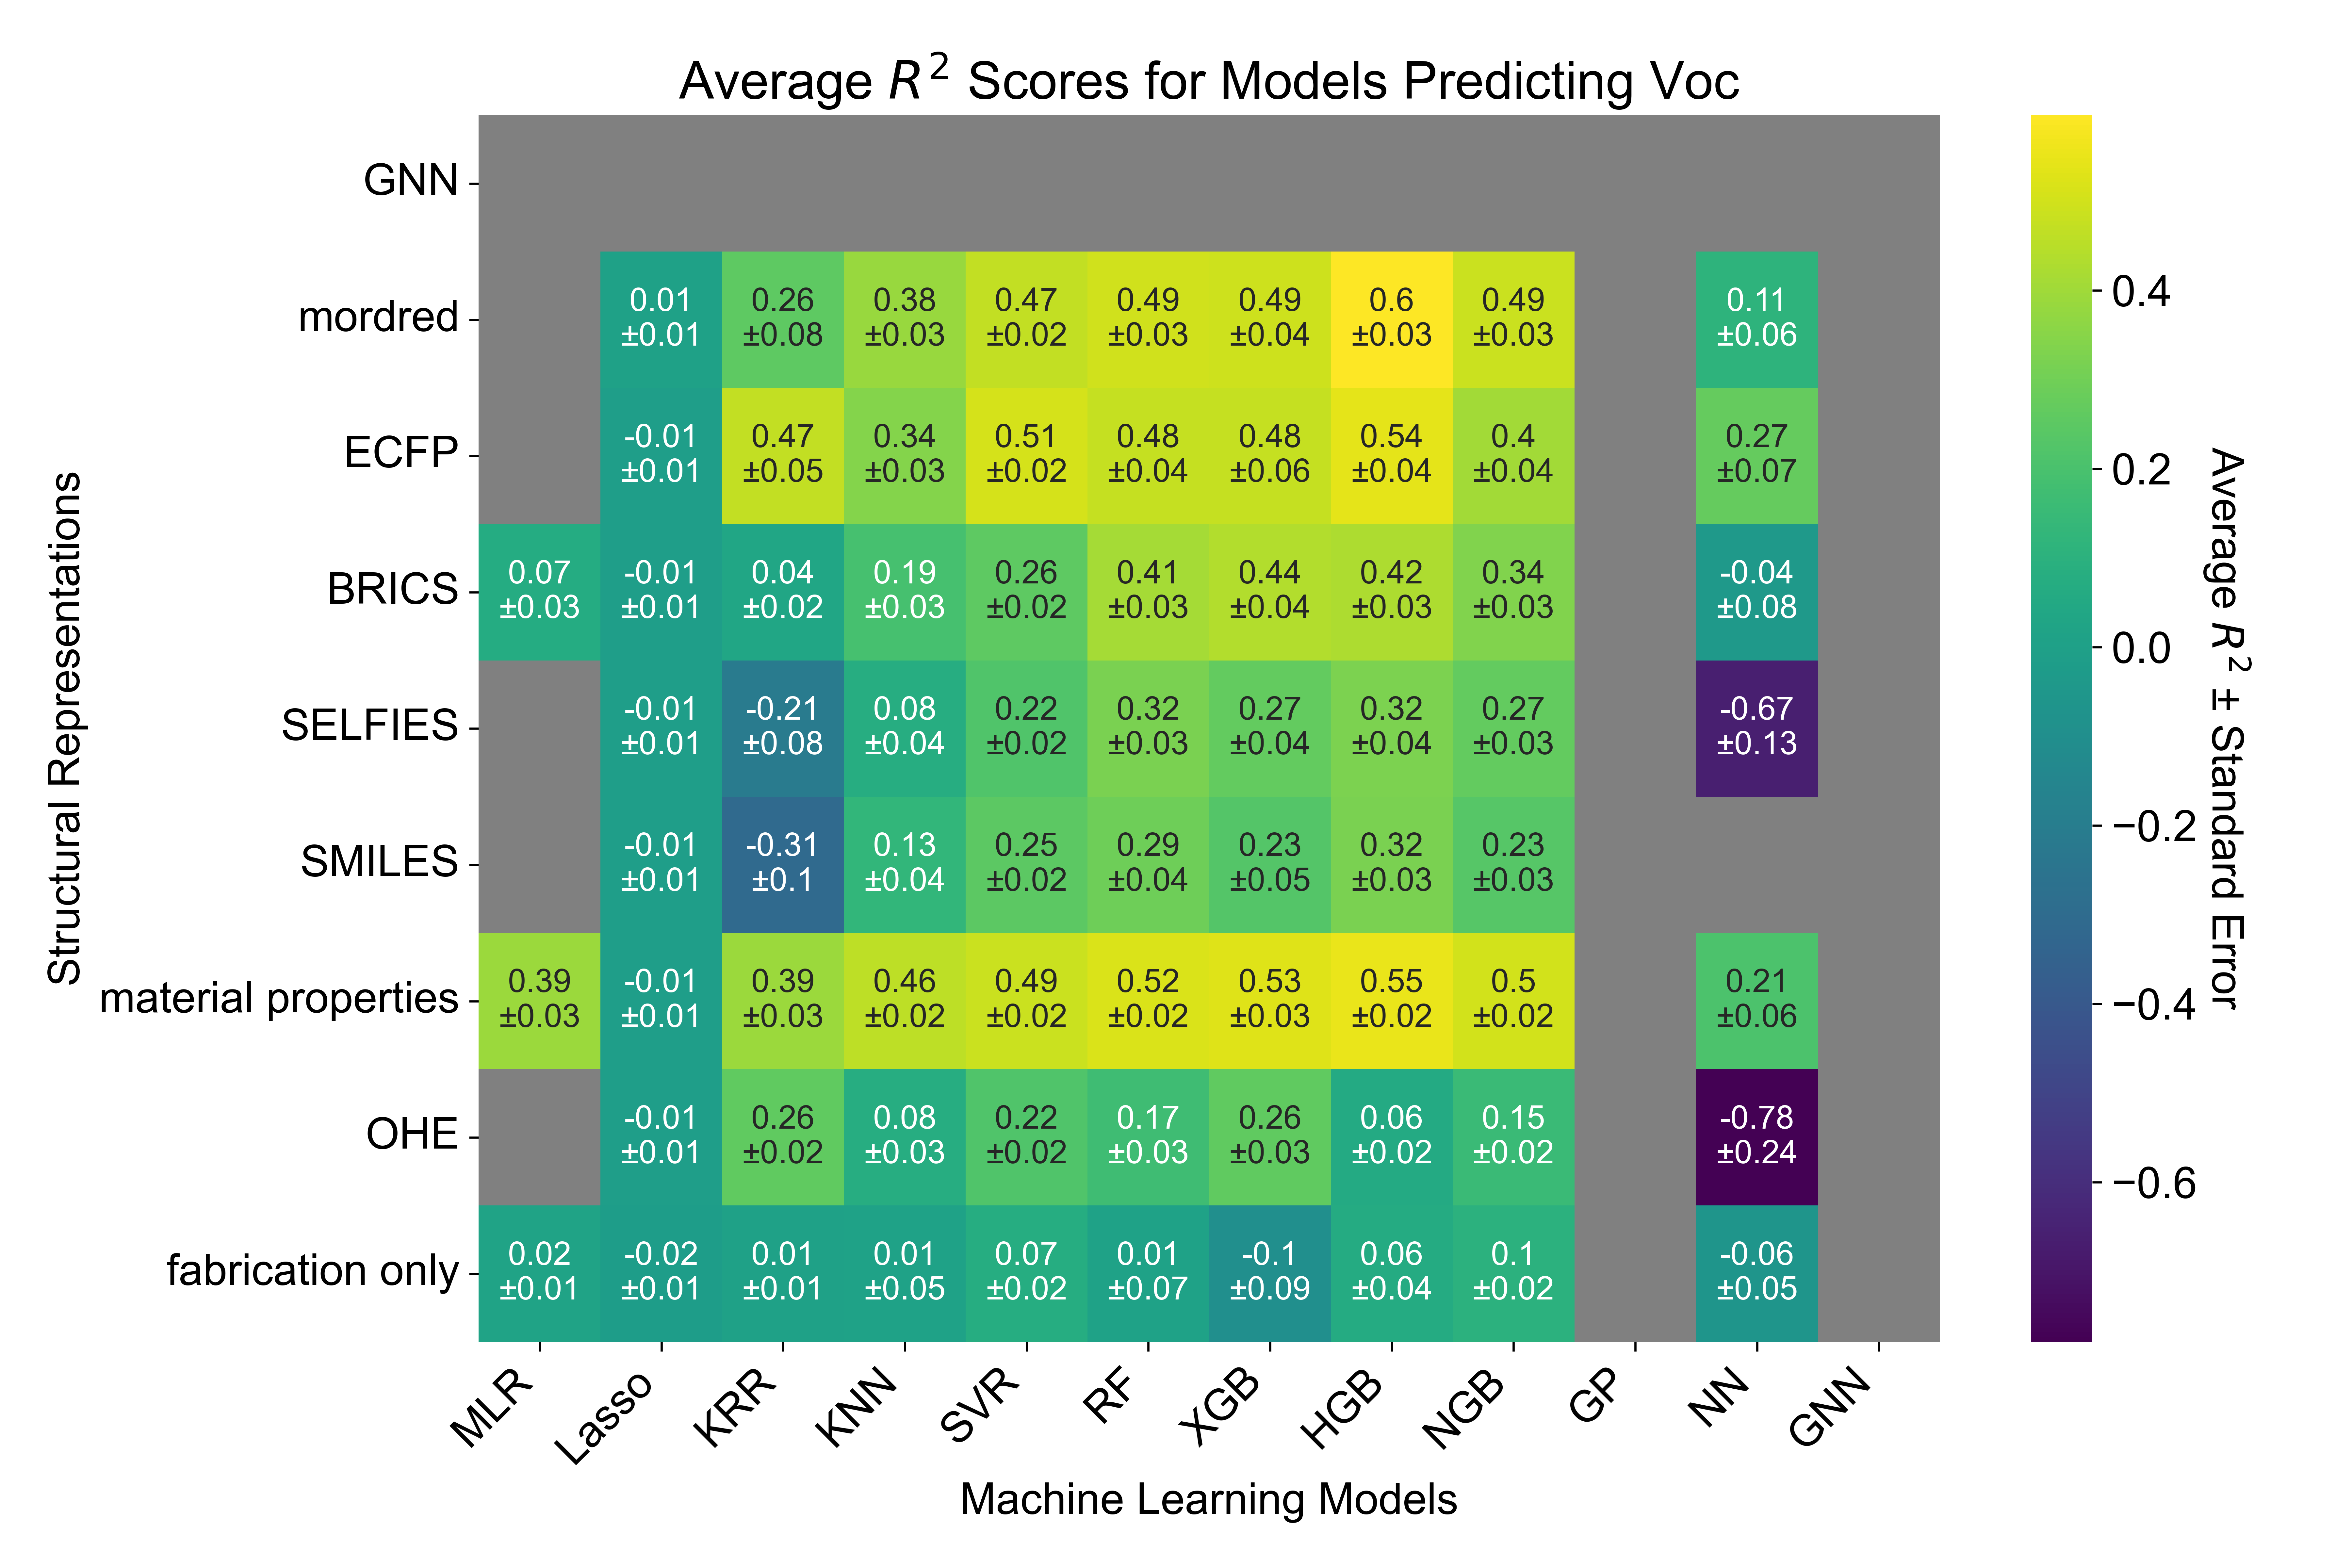 Average R² Scores for Models Predicting Voc
GNN
mordred
0.01 0.26 0.38 0.47 0.49 0.49 0.6 0.49 0.11
±0.01 ±0.08 ±0.03 ±0.02 ±0.03 ±0.04 ±0.03 ±0.03 ±0.06
ECFP
-0.01 0.47 0.34 0.51 0.48 0.48 0.54 0.4 0.27
±0.01 ±0.05 ±0.03 ±0.02 ±0.04 ±0.06 ±0.04 ±0.04 ±0.07
BRICS
0.07 -0.01 0.04 0.19 0.26 0.41 0.44 0.42 0.34 -0.04
±0.03 ±0.01 ±0.02 ±0.03 ±0.02 ±0.03 ±0.04 ±0.03 ±0.03 ±0.08
SELFIES
-0.01 -0.21 0.08 0.22 0.32 0.27 0.32 0.27 -0.67
±0.01 ±0.08 ±0.04 ±0.02 ±0.03 ±0.04 ±0.04 ±0.03 ±0.13
SMILES
-0.01 -0.31 0.13 0.25 0.29 0.23 0.32 0.23
±0.01 ±0.1 ±0.04 ±0.02 ±0.04 ±0.05 ±0.03 ±0.03
material properties
0.39 -0.01 0.39 0.46 0.49 0.52 0.53 0.55 0.5 0.21
±0.03 ±0.01 ±0.03 ±0.02 ±0.02 ±0.02 ±0.03 ±0.02 ±0.02 ±0.06
OHE
-0.01 0.26 0.08 0.22 0.17 0.26 0.06 0.15 -0.78
±0.01 ±0.02 ±0.03 ±0.02 ±0.03 ±0.03 ±0.02 ±0.02 ±0.24
fabrication only
0.02 -0.02 0.01 0.01 0.07 0.01 -0.1 0.06 0.1 -0.06
±0.01 ±0.01 ±0.01 ±0.05 ±0.02 ±0.07 ±0.09 ±0.04 ±0.02 ±0.05
MLR Lasso KRR KNN SVR RF XGB HGB NGB GP NN GNN
Machine Learning Models
Structural Representations
0.4
0.2
0.0
−0.2
−0.4
−0.6
Average R² ± Standard Error